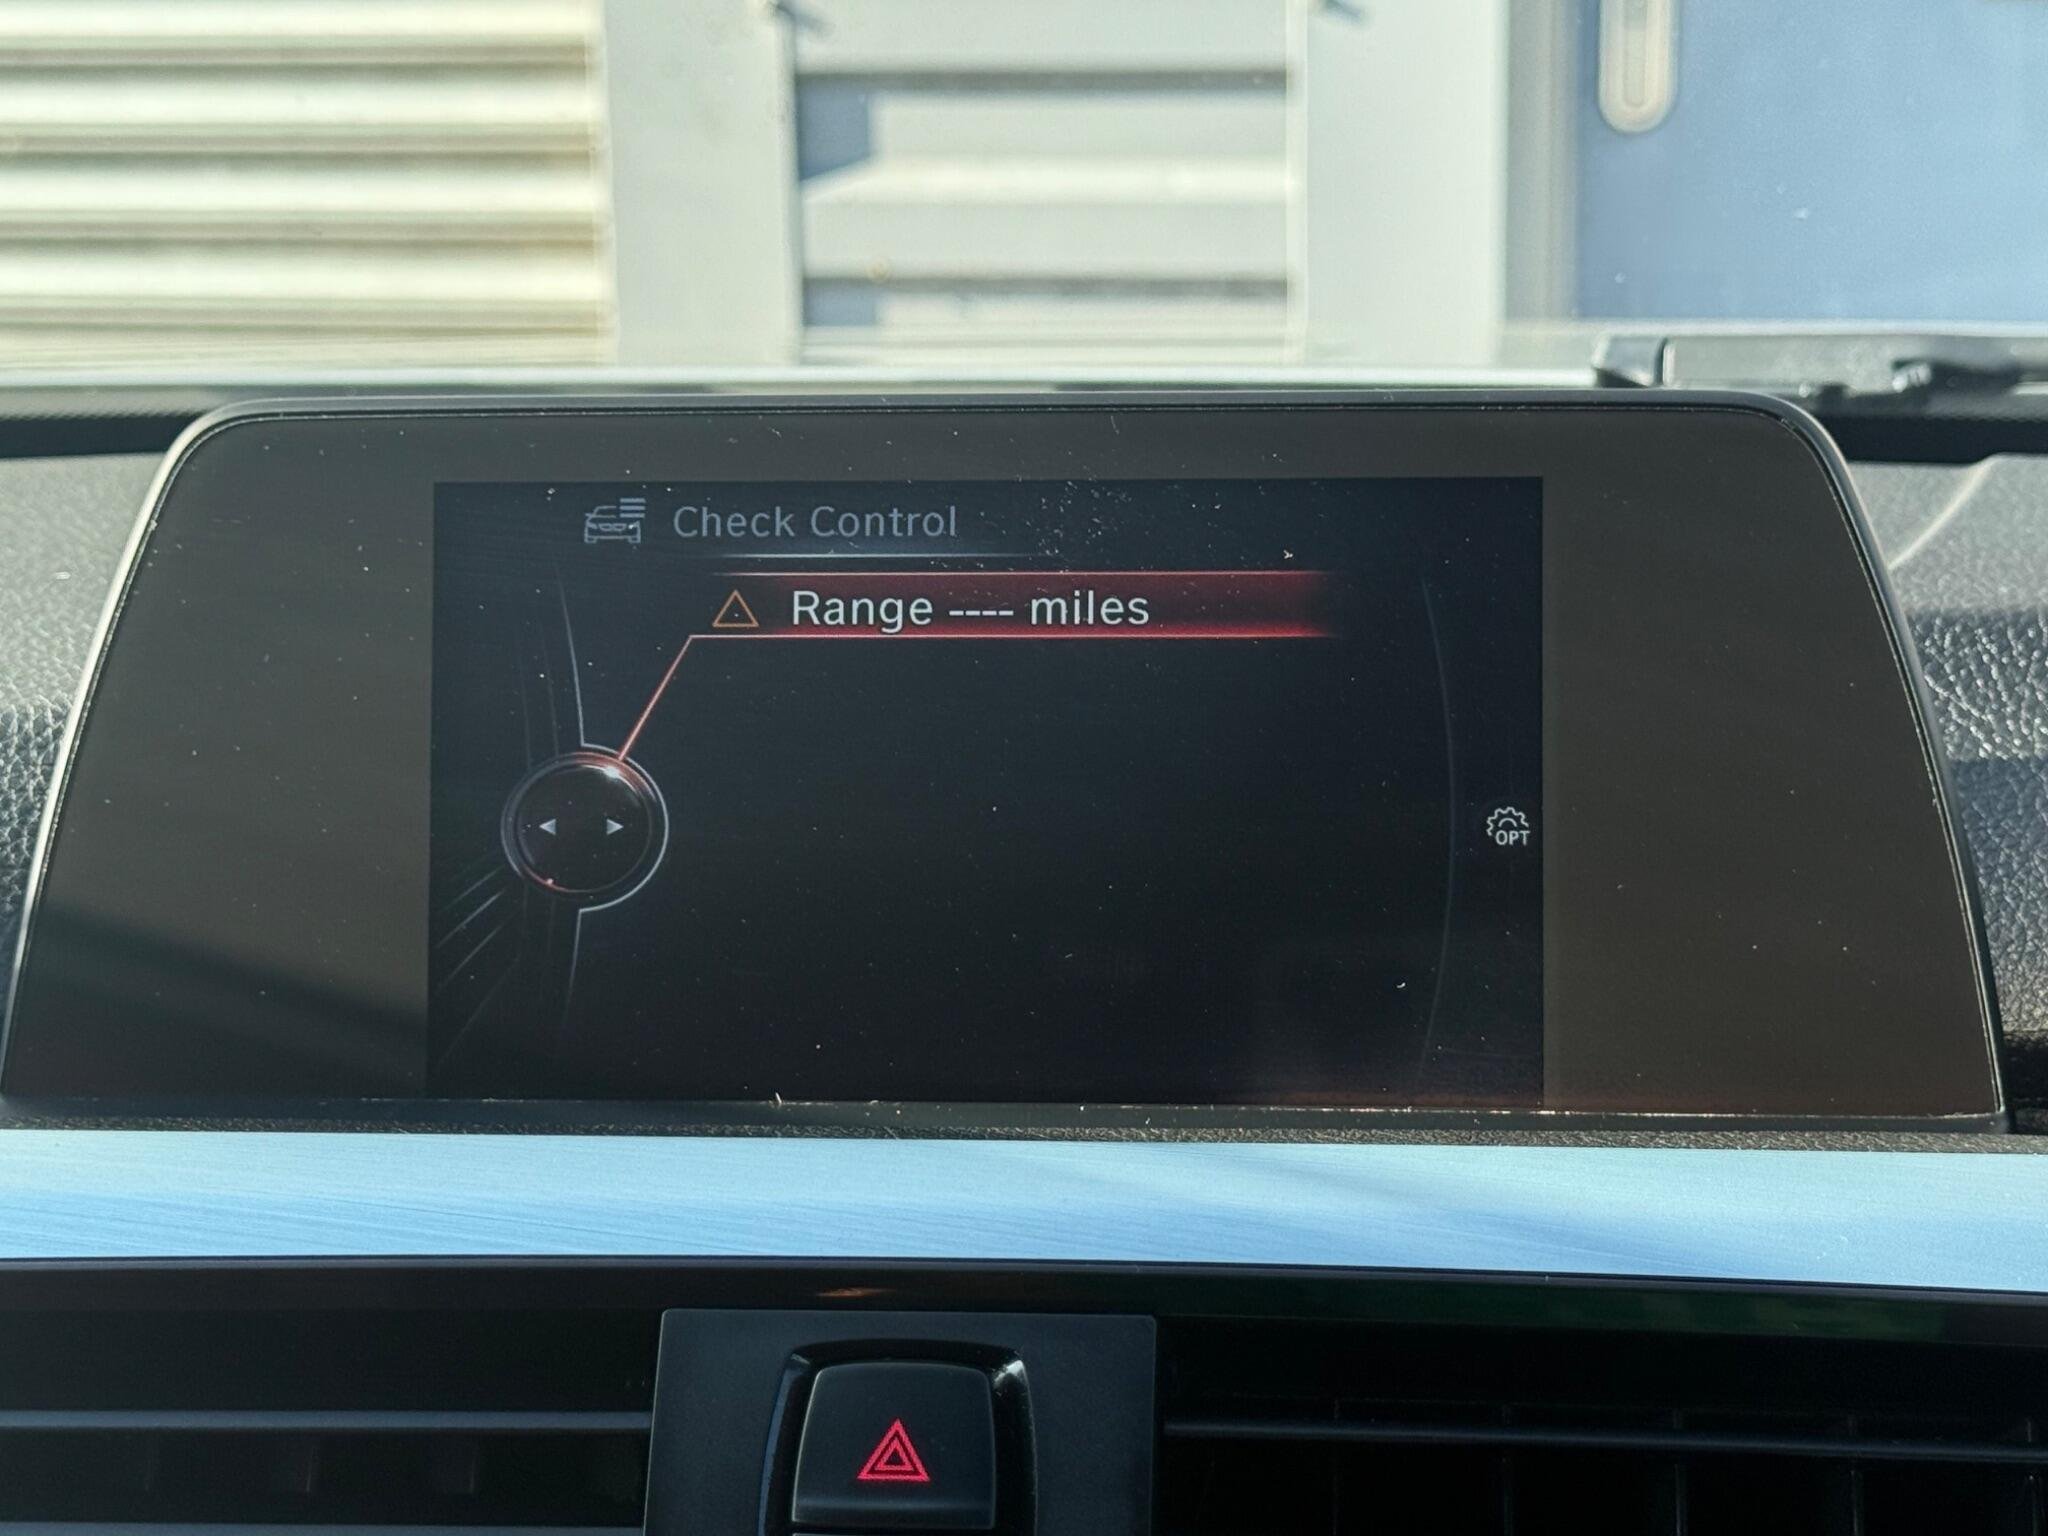 Check Control
Range ---- miles
OPT